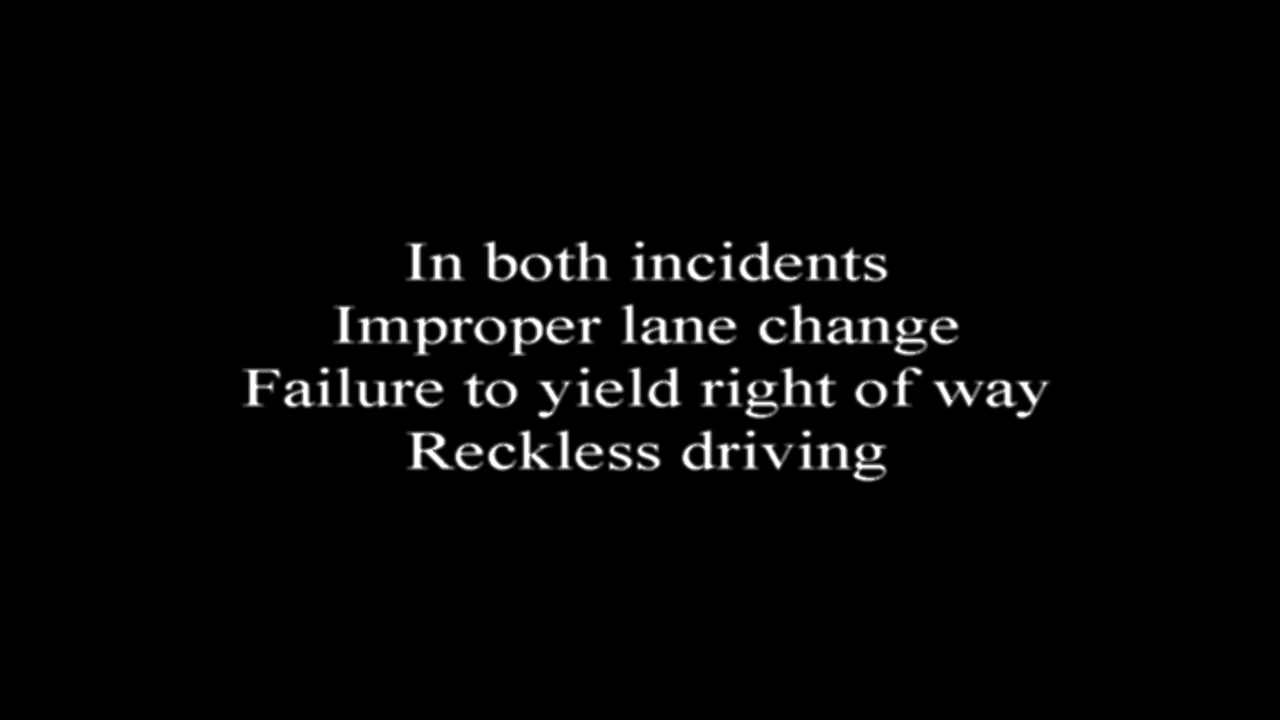 In both incidents
Improper lane change
Failure to yield right of way
Reckless driving